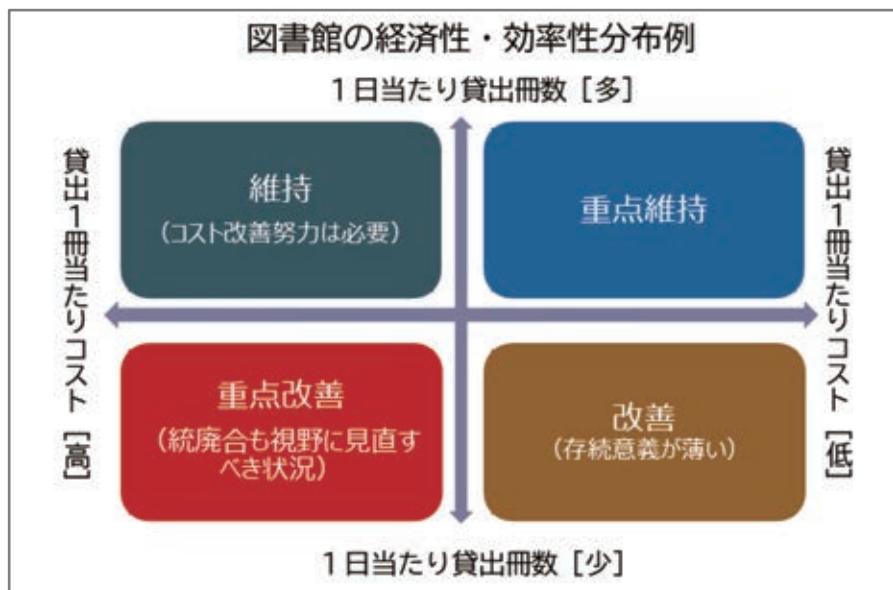 図書館の経済性・効率性分布例
1日当たり貸出冊数［多］
貸出1冊当たりコスト［高］
維持
（コスト改善努力は必要）
重点維持
貸出1冊当たりコスト［低］
重点改善
（統廃合も視野に見直す
べき状況）
改善
（存続意義が薄い）
1日当たり貸出冊数［少］